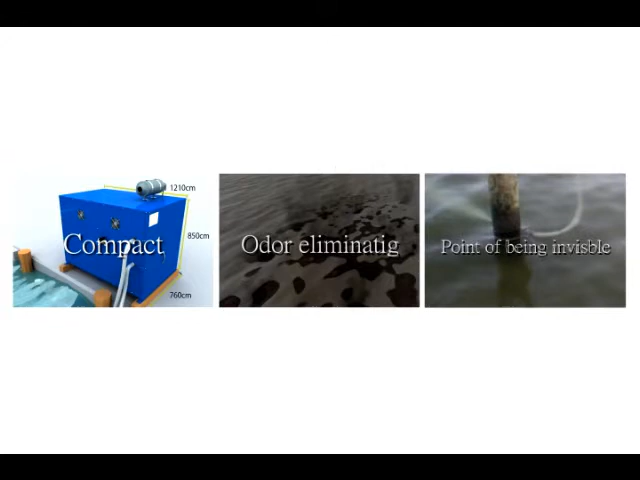 1210cm
850cm
760cm
Compact
Odor eliminatig
Point of being invisble